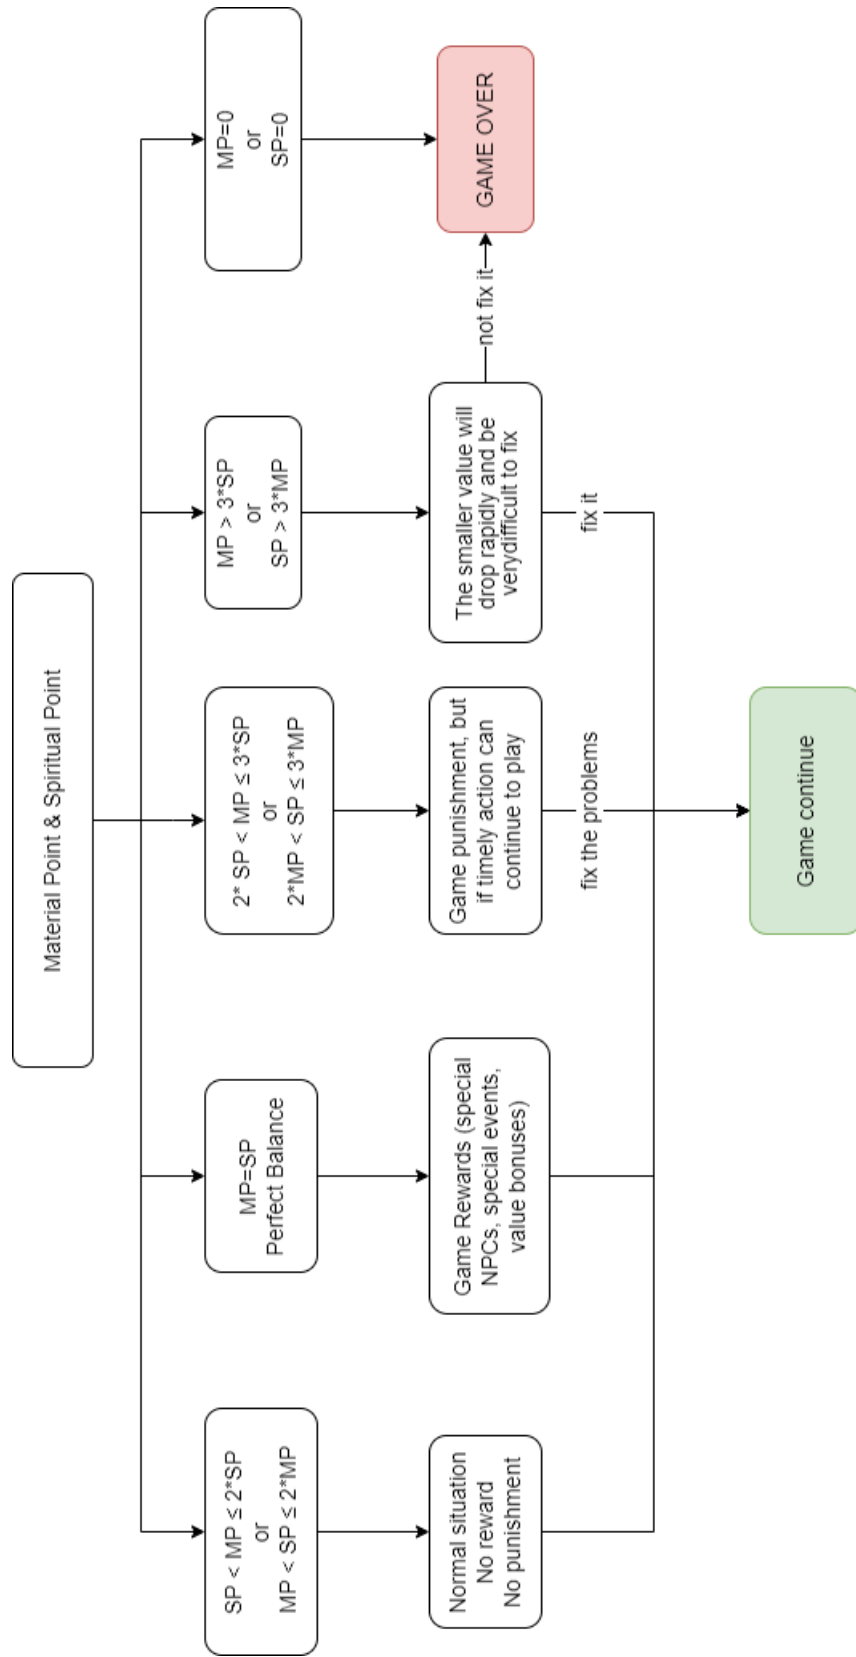 Material Point & Spiritual Point
SP < MP ≤ 2*SP
or
MP < SP ≤ 2*MP
MP=SP
Perfect Balance
2* SP < MP ≤ 3*SP
or
2*MP < SP ≤ 3*MP
MP > 3*SP
or
SP > 3*MP
MP=0
or
SP=0
Normal situation
No reward
No punishment
Game Rewards (special
NPCs, special events,
value bonuses)
Game punishment, but
if timely action can
continue to play
The smaller value will
drop rapidly and be
verydifficult to fix
not fix it
GAME OVER
fix the problems
fix it
Game continue